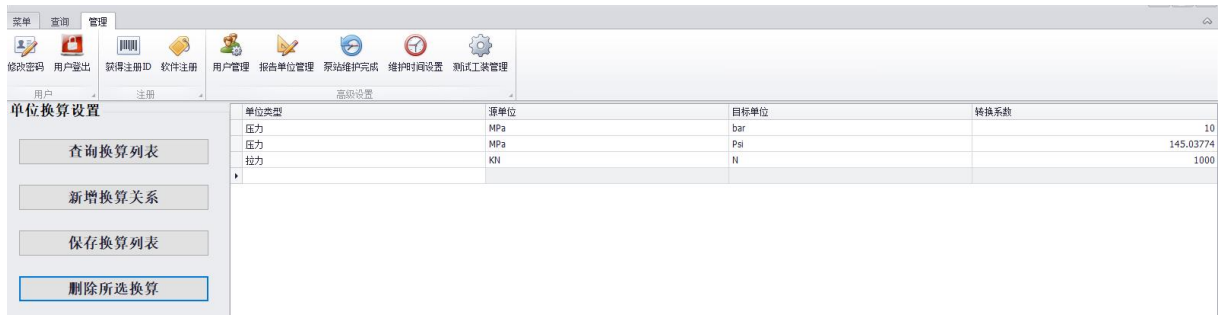 菜单 查询 管理
修改密码 用户登出 获得注册ID 软件注册 用户管理 报告单位管理 泵站维护完成 维护时间设置 测试工装管理
用户 注册 高级设置
单位换算设置
单位类型 源单位 目标单位 转换系数
压力 MPa bar 10
压力 MPa Psi 145.03774
拉力 KN N 1000
查询换算列表
新增换算关系
保存换算列表
删除所选换算